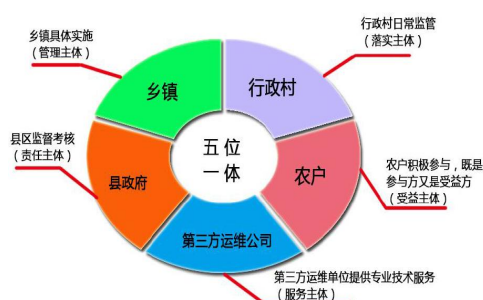 乡镇具体实施
（管理主体）
行政村日常监管
（落实主体）
乡镇
行政村
县区监督考核
（责任主体）
五位
一体
县政府
农户
农户积极参与，既是
参与方又是受益方
（受益主体）
第三方运维公司
第三方运维单位提供专业技术服务
（服务主体）